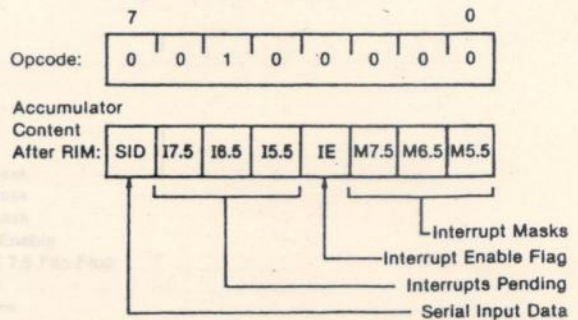 7 0
Opcode: 0 0 1 0 0 0 0 0
Accumulator
Content
After RIM: SID I7.5 I6.5 I5.5 IE M7.5 M6.5 M5.5
Interrupt Masks
Interrupt Enable Flag
Interrupts Pending
Serial Input Data